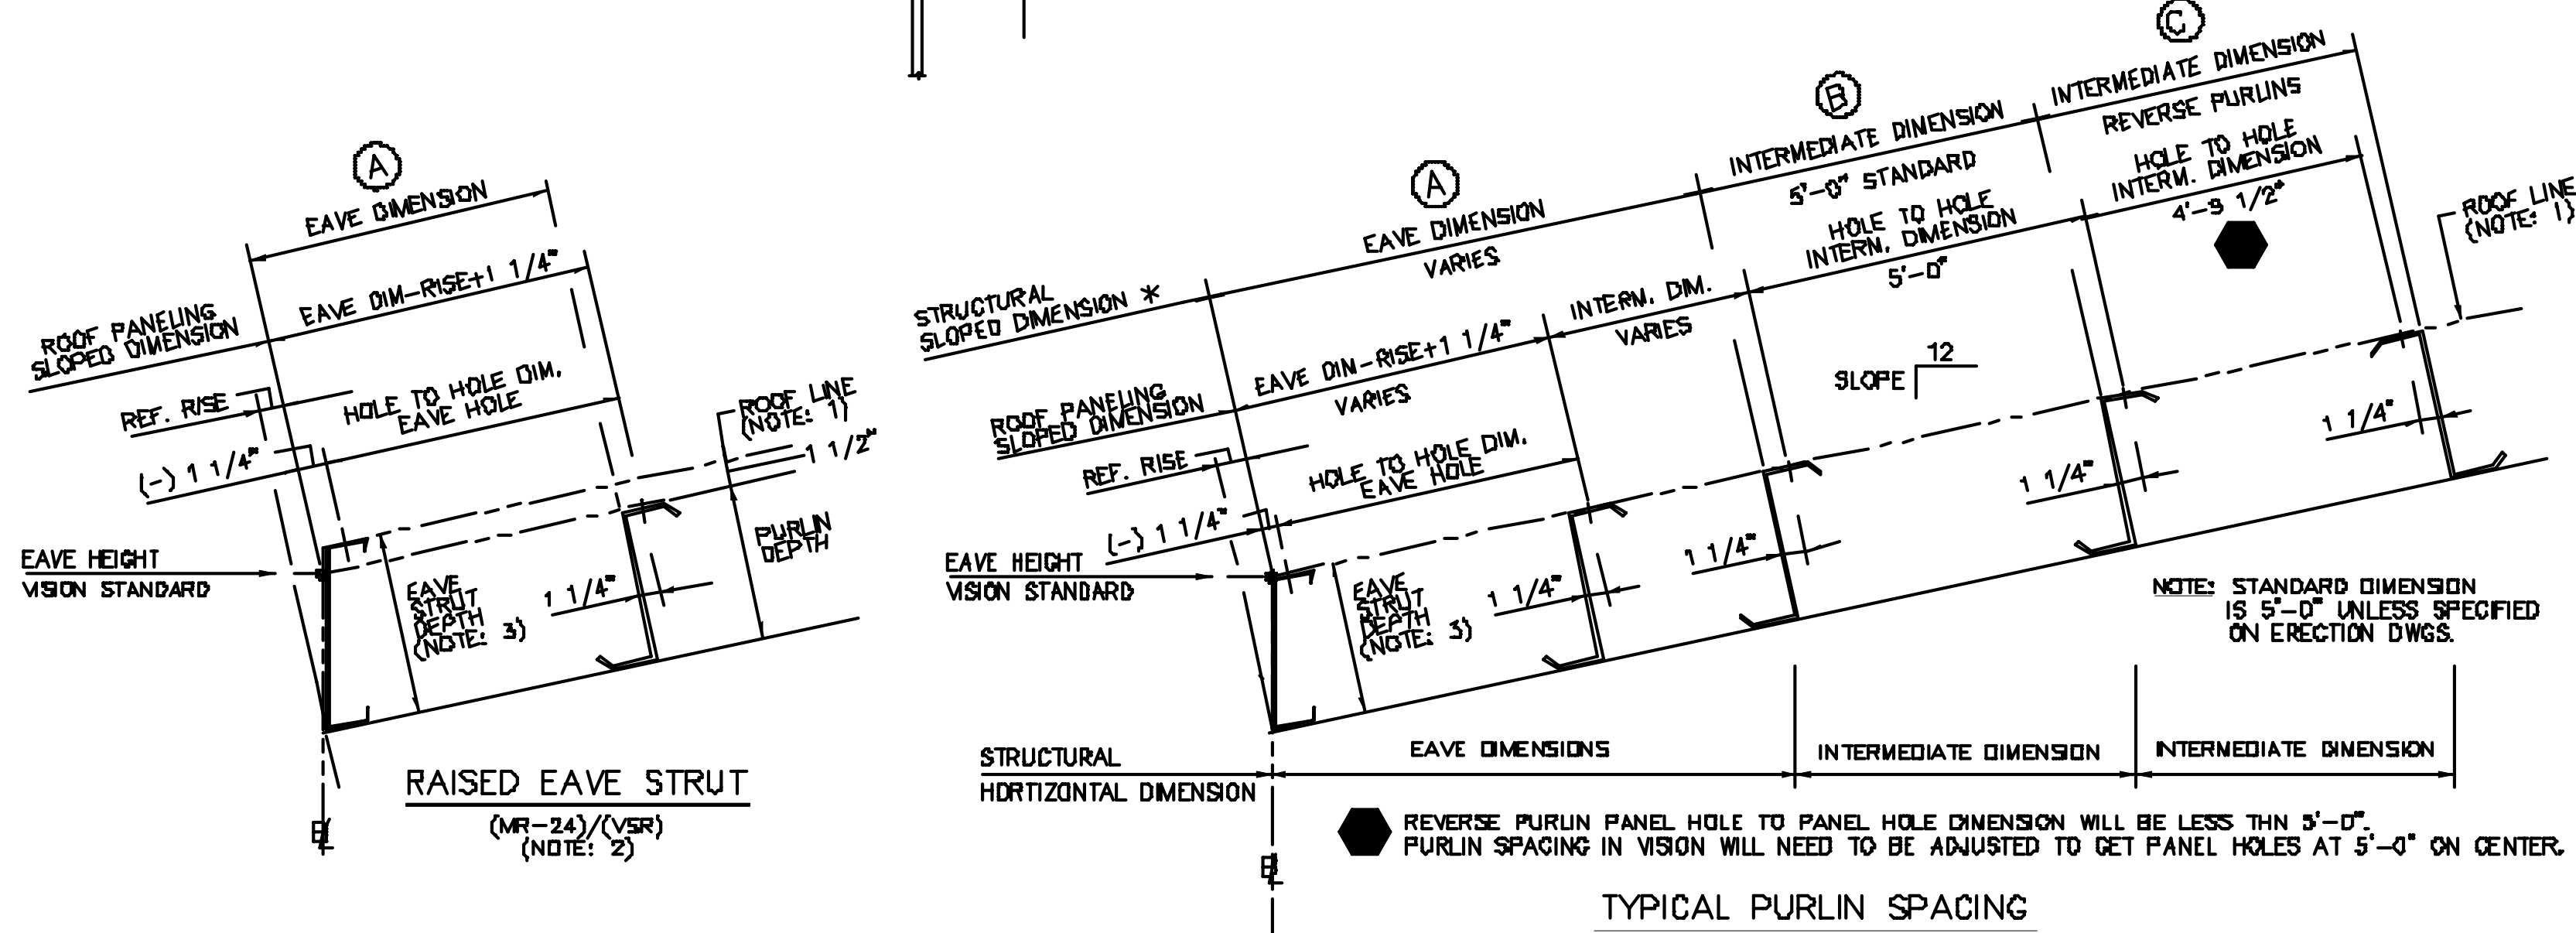 A
EAVE DIMENSION
EAVE DIM-RISE+1 1/4"
ROOF PANELING
SLOPED DIMENSION
REF. RISE
HOLE TO HOLE DIM.
EAVE HOLE
(-) 1 1/4"
ROOF LINE
(NOTE: 1)
1 1/2"
PURLIN
DEPTH
EAVE HEIGHT
VISION STANDARD
EAVE
STRUT
DEPTH
(NOTE: 3)
1 1/4"
RAISED EAVE STRUT
(MR-24)/(VSR)
(NOTE: 2)
A
B
C
STRUCTURAL
SLOPED DIMENSION *
EAVE DIMENSION
VARIES
INTERMEDIATE DIMENSION
5'-0" STANDARD
INTERMEDIATE DIMENSION
REVERSE PURLINS
HOLE TO HOLE
INTERM. DIMENSION
5'-0"
HOLE TO HOLE
INTERM. DIMENSION
4'-9 1/2"
ROOF LINE
(NOTE: 1)
ROOF PANELING
SLOPED DIMENSION
EAVE DIM-RISE+1 1/4"
VARIES
INTERM. DIM.
VARIES
SLOPE
12
REF. RISE
HOLE TO HOLE DIM.
EAVE HOLE
(-) 1 1/4"
EAVE HEIGHT
VISION STANDARD
EAVE
STRUT
DEPTH
(NOTE: 3)
1 1/4"
1 1/4"
1 1/4"
1 1/4"
NOTE: STANDARD DIMENSION
IS 5'-0" UNLESS SPECIFIED
ON ERECTION DWGS.
STRUCTURAL
HORTIZONTAL DIMENSION
EAVE DIMENSIONS
INTERMEDIATE DIMENSION
INTERMEDIATE DIMENSION
REVERSE PURLIN PANEL HOLE TO PANEL HOLE DIMENSION WILL BE LESS THN 5'-0".
PURLIN SPACING IN VISION WILL NEED TO BE ADJUSTED TO GET PANEL HOLES AT 5'-0" ON CENTER.
TYPICAL PURLIN SPACING